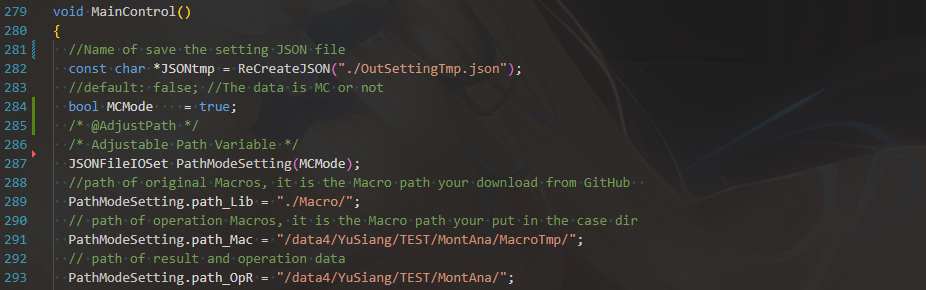 279 void MainControl()
280 {
281 //Name of save the setting JSON file
282 const char *JSONtmp = ReCreateJSON("./OutSettingTmp.json");
283 //default: false; //The data is MC or not
284 bool MCMode = true;
285 /* @AdjustPath */
286 /* Adjustable Path Variable */
287 JSONFileIOSet PathModeSetting(MCMode);
288 //path of original Macros, it is the Macro path your download from GitHub
289 PathModeSetting.path_Lib = "./Macro/";
290 // path of operation Macros, it is the Macro path your put in the case dir
291 PathModeSetting.path_Mac = "/data4/YuSiang/TEST/MontAna/MacroTmp/";
292 // path of result and operation data
293 PathModeSetting.path_OpR = "/data4/YuSiang/TEST/MontAna/";